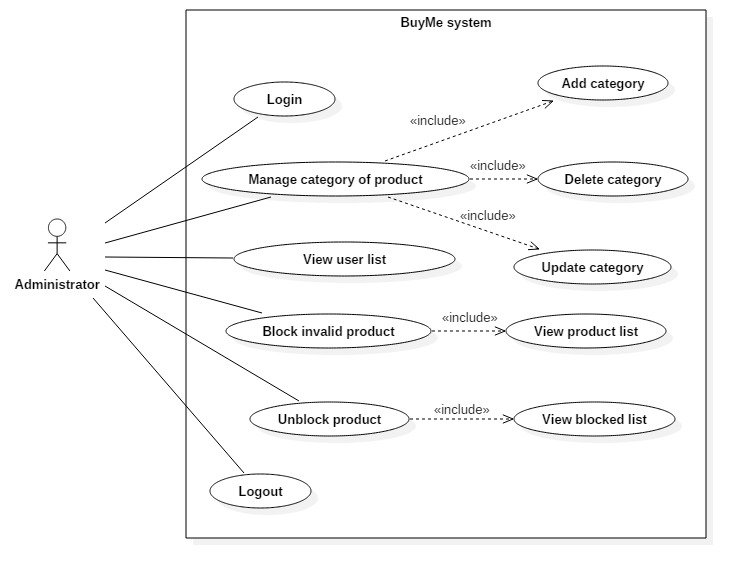 BuyMe system
Add category
Login
«include»
Manage category of product
«include»
Delete category
«include»
View user list
Update category
Administrator
Block invalid product
«include»
View product list
Unblock product
«include»
View blocked list
Logout